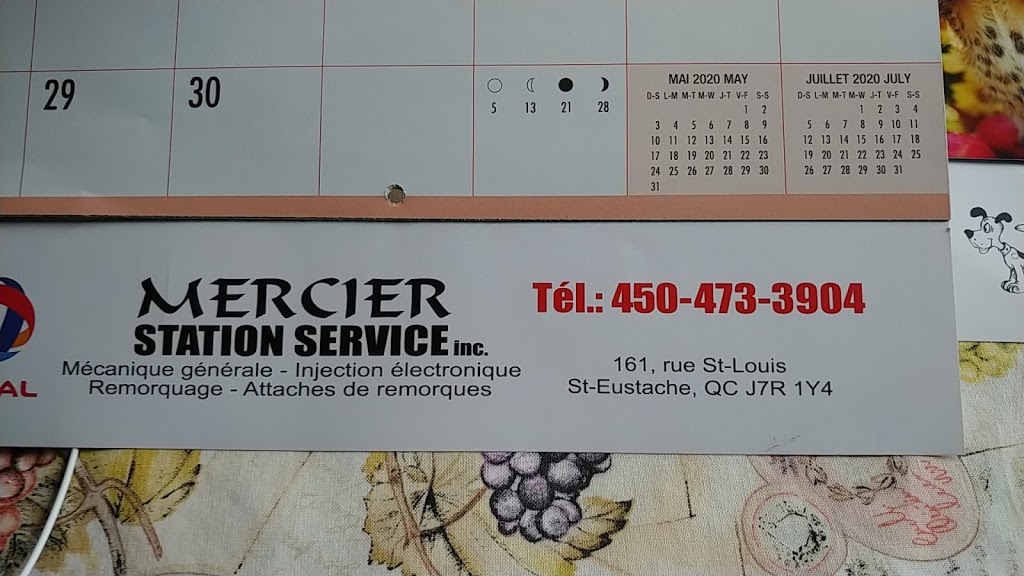 29 30
5 13 21 28
MAI 2020 MAY
D-S L-M M-T M-W J-T V-F S-S
1 2
3 4 5 6 7 8 9
10 11 12 13 14 15 16
17 18 19 20 21 22 23
24 25 26 27 28 29 30
31
JUILLET 2020 JULY
D-S L-M M-T M-W J-T V-F S-S
1 2 3 4
5 6 7 8 9 10 11
12 13 14 15 16 17 18
19 20 21 22 23 24 25
26 27 28 29 30 31
AL
MERCIER
STATION SERVICE inc.
Mécanique générale - Injection électronique
Remorquage - Attaches de remorques
Tél.: 450-473-3904
161, rue St-Louis
St-Eustache, QC J7R 1Y4